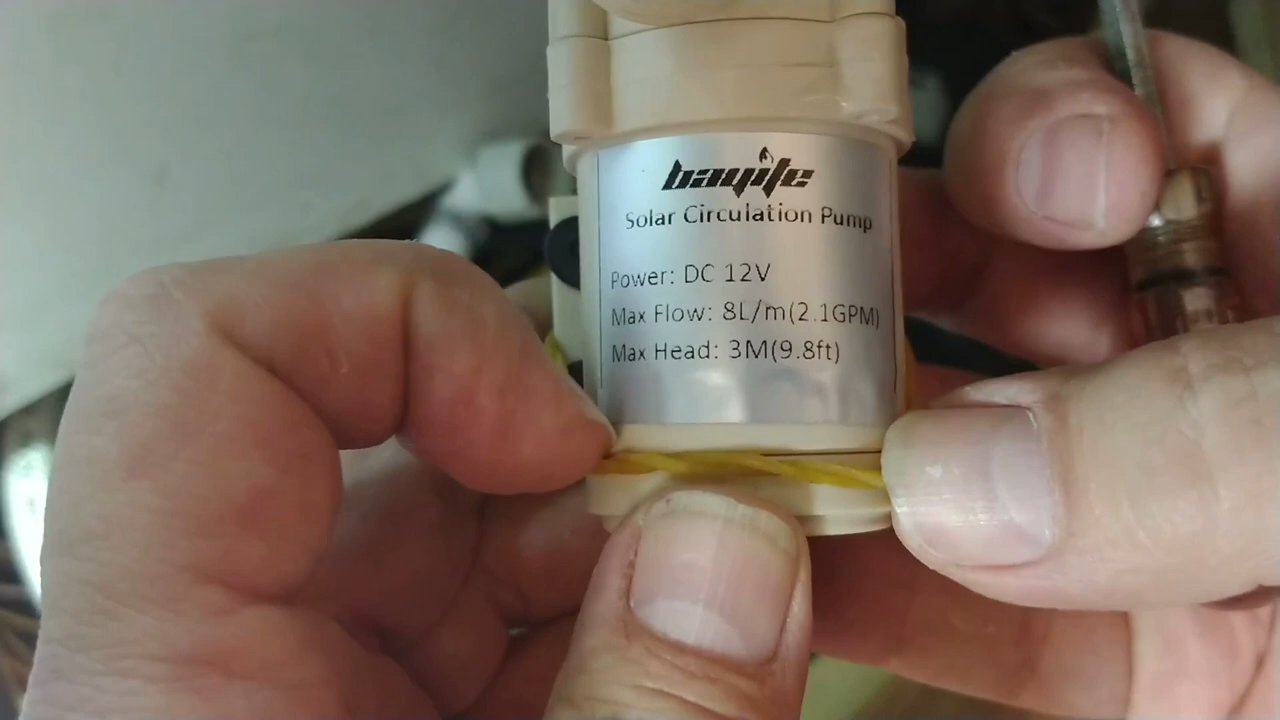 bayite
Solar Circulation Pump
Power: DC 12V
Max Flow: 8L/m(2.1GPM)
Max Head: 3M(9.8ft)